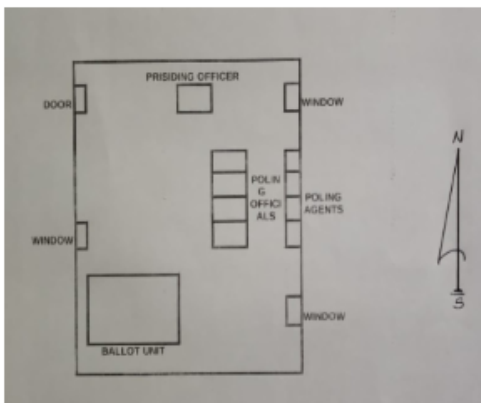 PRISIDING OFFICER
DOOR
WINDOW
POLIN
G
OFFICI
ALS
POLING
AGENTS
WINDOW
WINDOW
BALLOT UNIT
N
S